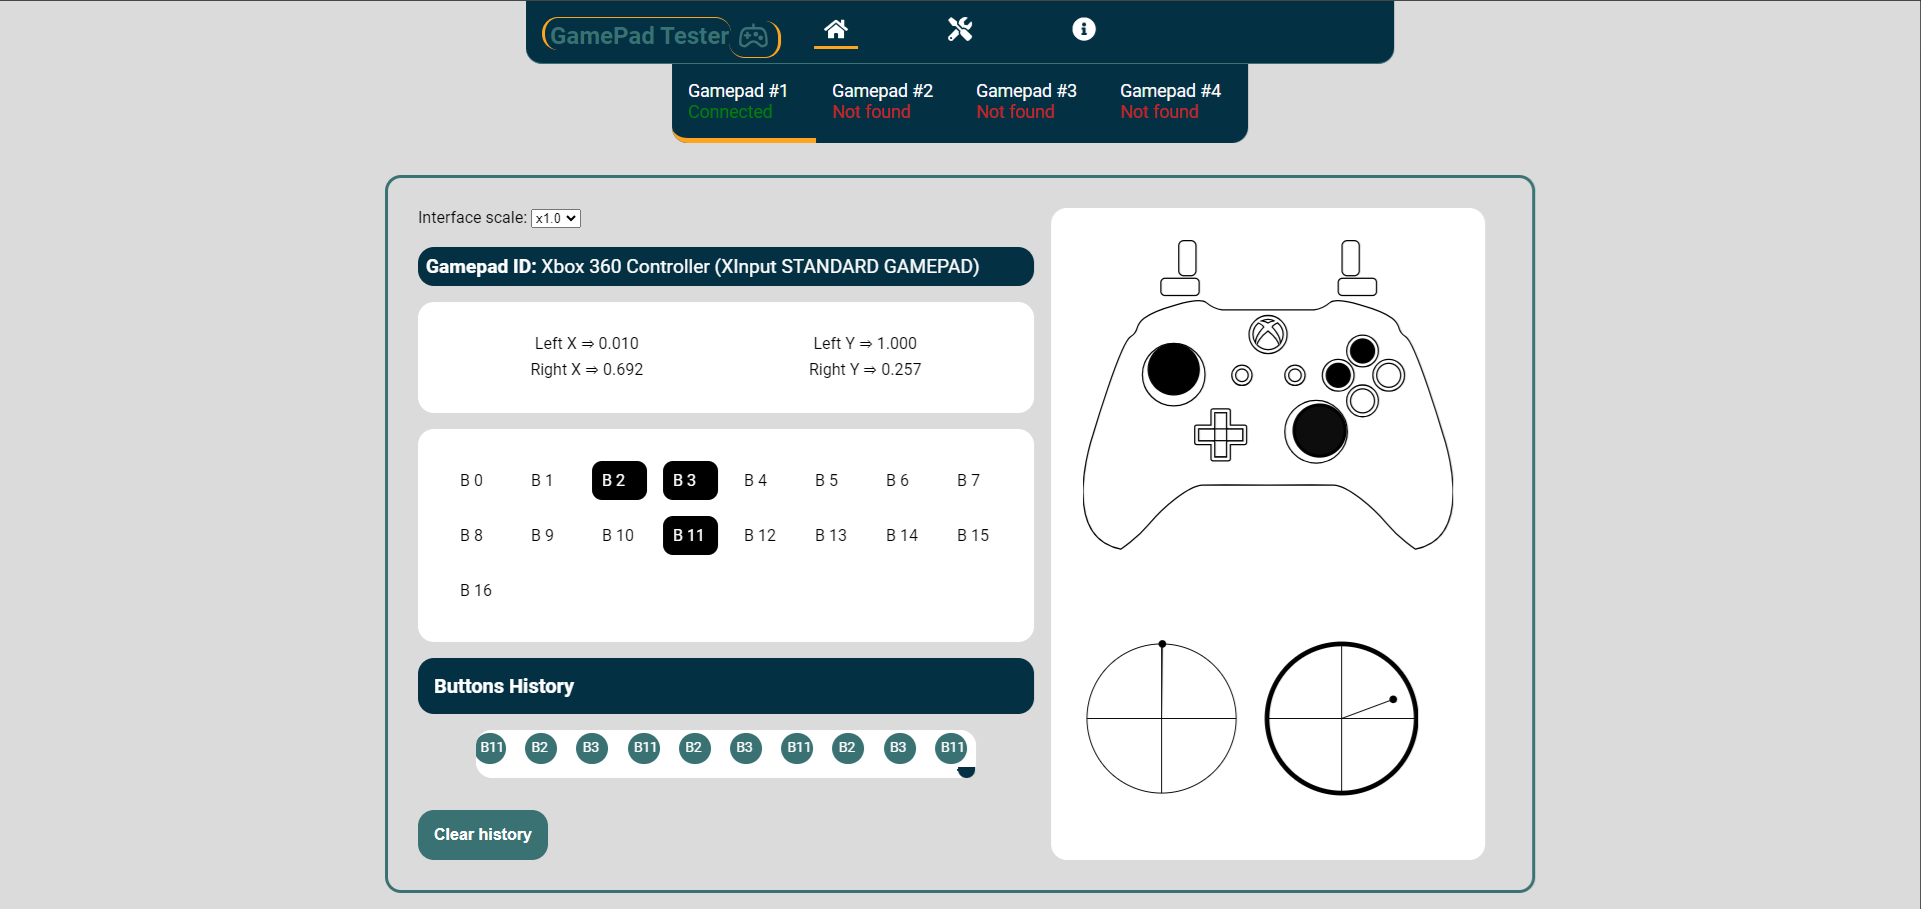 GamePad Tester
Gamepad #1
Connected
Gamepad #2
Not found
Gamepad #3
Not found
Gamepad #4
Not found
Interface scale: x1.0
Gamepad ID: Xbox 360 Controller (XInput STANDARD GAMEPAD)
Left X ⇒ 0.010
Left Y ⇒ 1.000
Right X ⇒ 0.692
Right Y ⇒ 0.257
B 0 B 1 B 2 B 3 B 4 B 5 B 6 B 7
B 8 B 9 B 10 B 11 B 12 B 13 B 14 B 15
B 16
Buttons History
B11 B2 B3 B11 B2 B3 B11 B2 B3 B11
Clear history